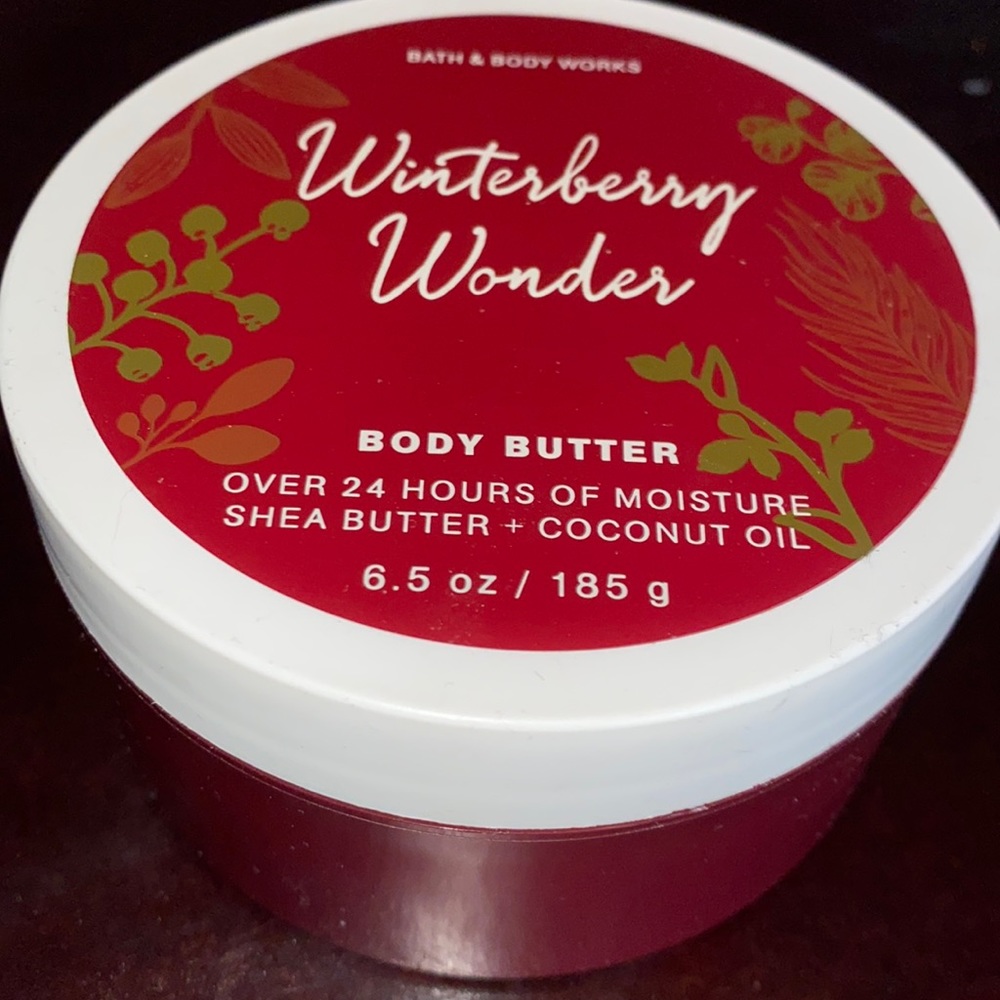 BATH & BODY WORKS
Winterberry
Wonder
BODY BUTTER
OVER 24 HOURS OF MOISTURE
SHEA BUTTER + COCONUT OIL
6.5 oz / 185 g